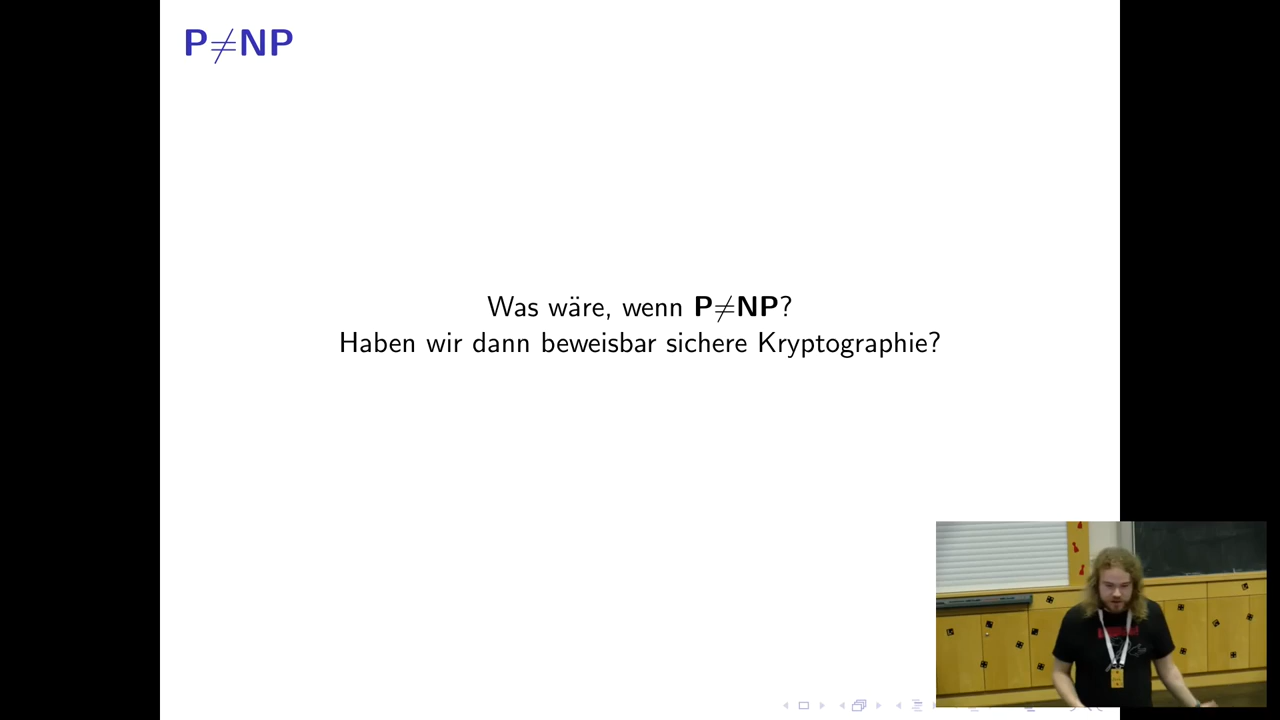 P≠NP
Was wäre, wenn P≠NP?
Haben wir dann beweisbar sichere Kryptographie?